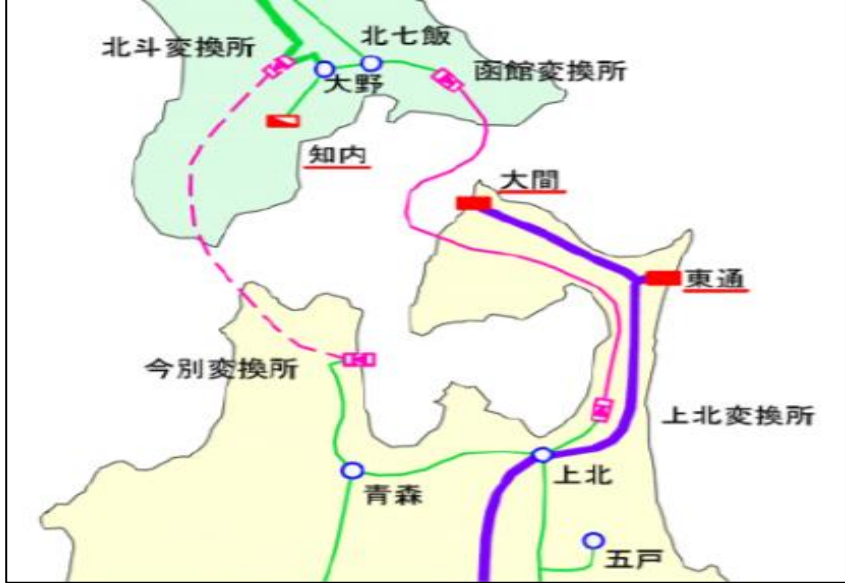 北斗変換所
北七飯
大野
函館変換所
知内
大間
東通
今別変換所
上北変換所
上北
青森
五戸